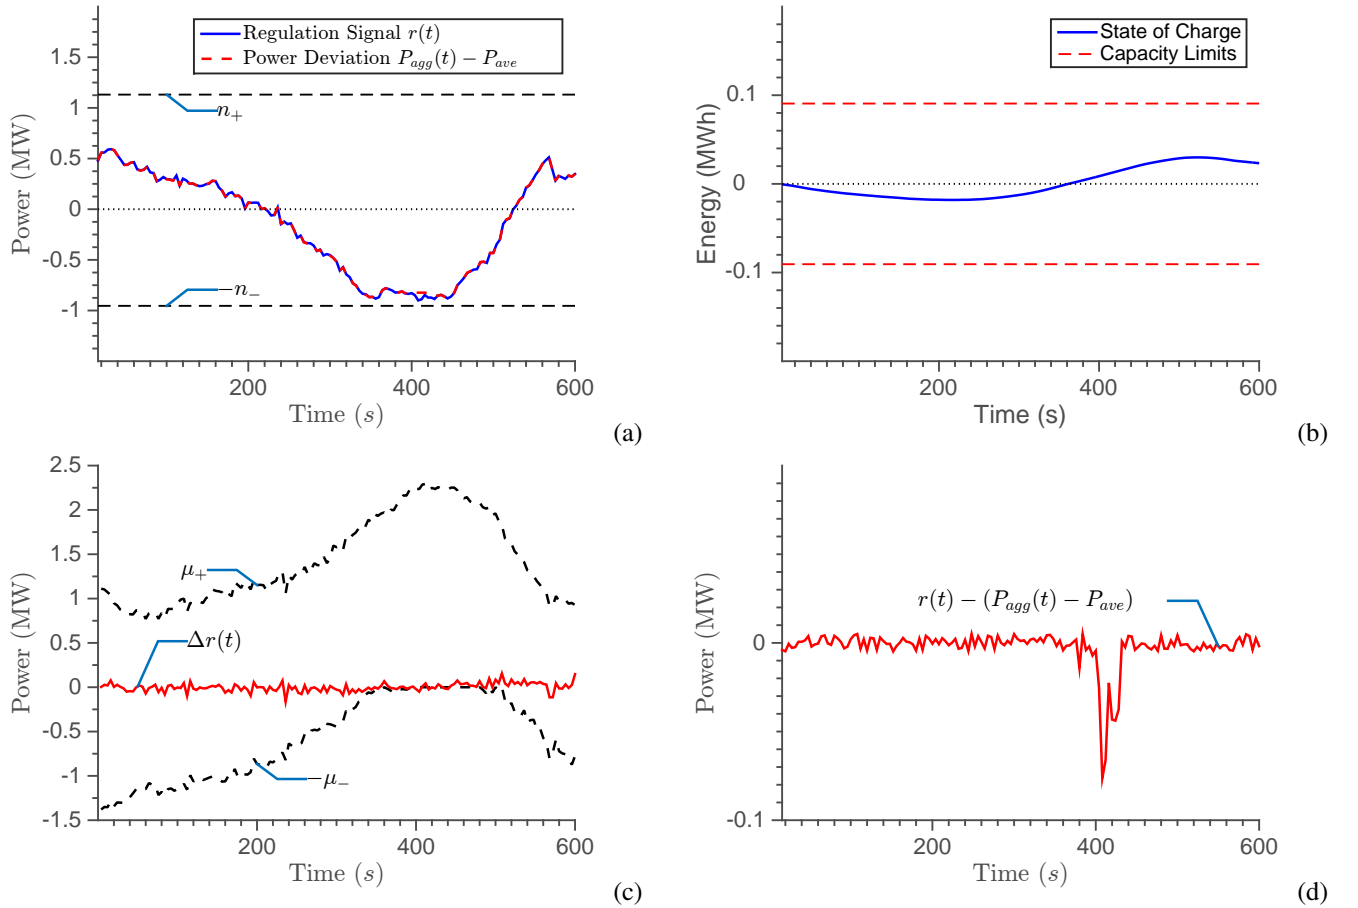 Regulation Signal r(t)
Power Deviation P_agg(t) − P_ave
n_+
−n_−
1.5
1
0.5
0
-0.5
-1
Power (MW)
200
400
600
Time (s)
(a)
State of Charge
Capacity Limits
0.1
0
-0.1
Energy (MWh)
200
400
600
Time (s)
(b)
2.5
2
1.5
1
0.5
0
-0.5
-1
-1.5
Power (MW)
μ_+
Δr(t)
−μ_−
200
400
600
Time (s)
(c)
0
-0.1
Power (MW)
r(t) − (P_agg(t) − P_ave)
200
400
600
Time (s)
(d)